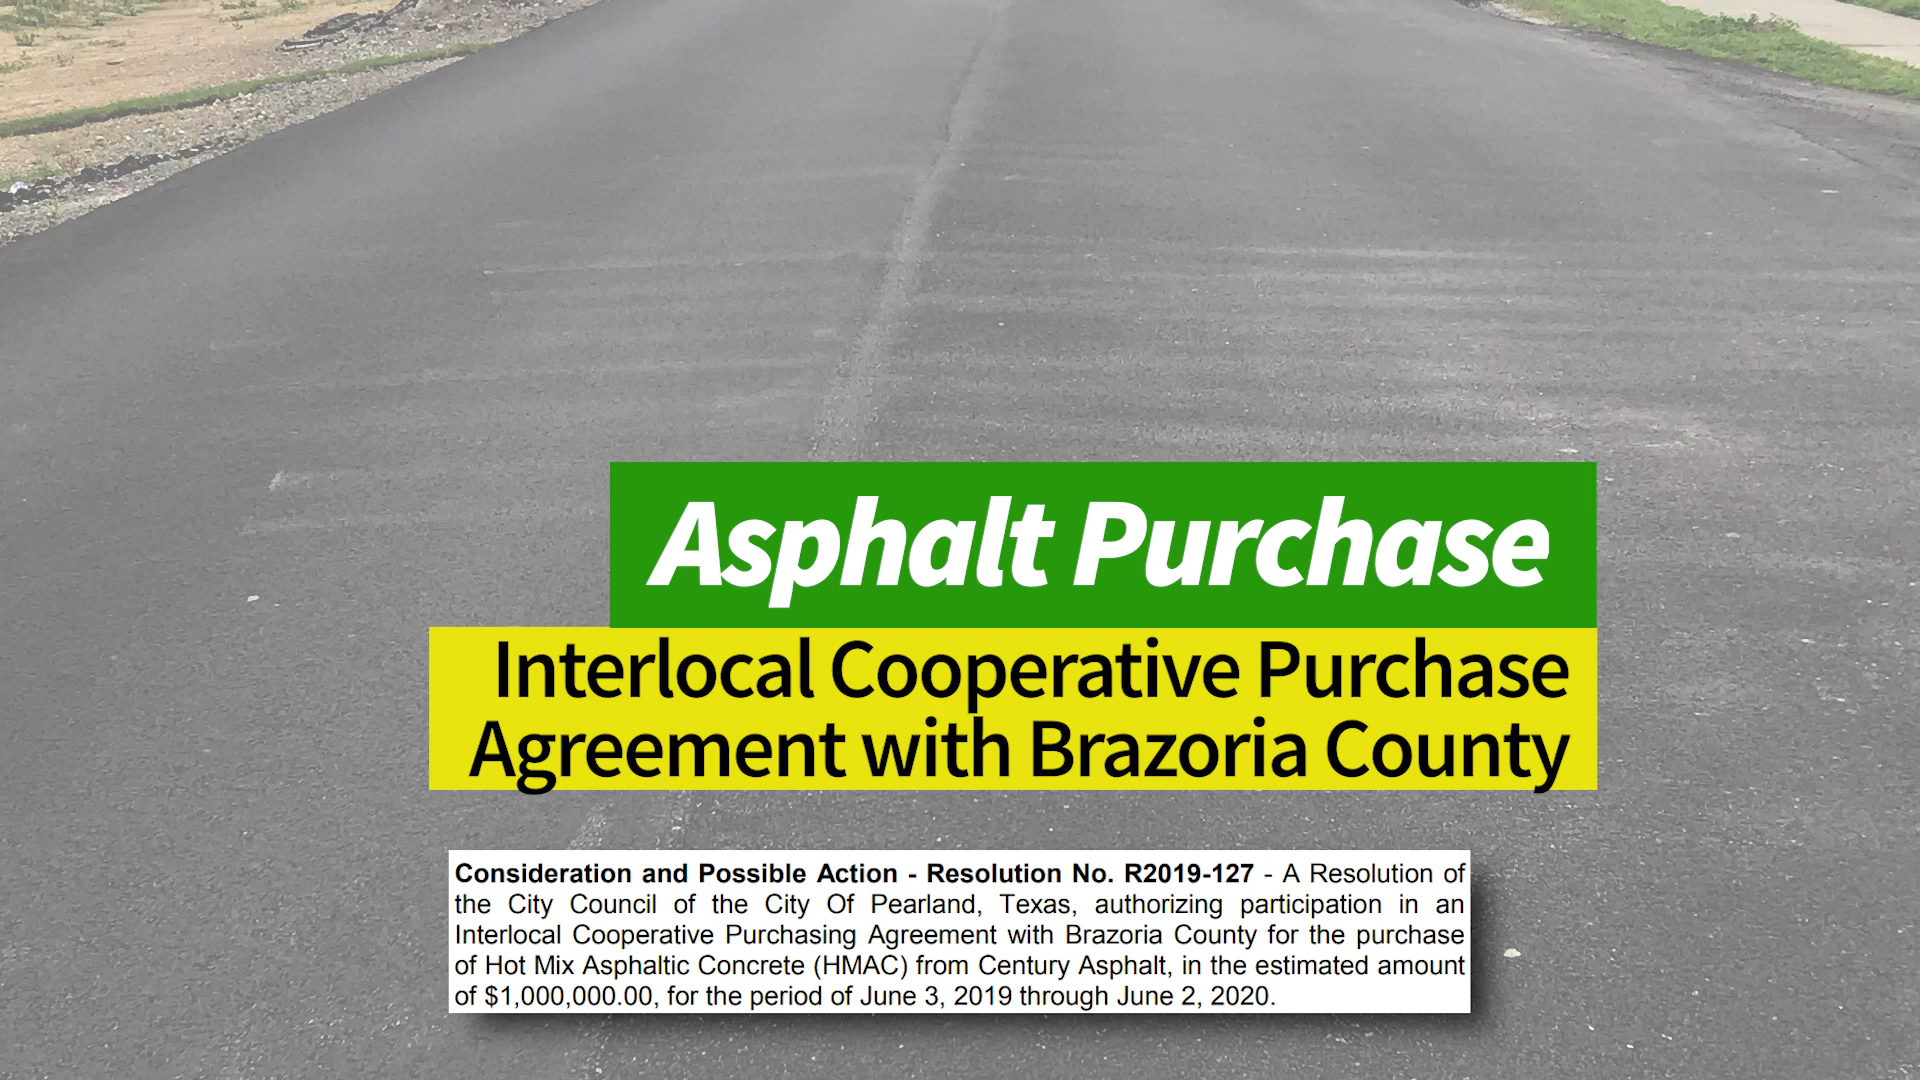 Asphalt Purchase
Interlocal Cooperative Purchase
Agreement with Brazoria County
Consideration and Possible Action - Resolution No. R2019-127 - A Resolution of
the City Council of the City Of Pearland, Texas, authorizing participation in an
Interlocal Cooperative Purchasing Agreement with Brazoria County for the purchase
of Hot Mix Asphaltic Concrete (HMAC) from Century Asphalt, in the estimated amount
of $1,000,000.00, for the period of June 3, 2019 through June 2, 2020.